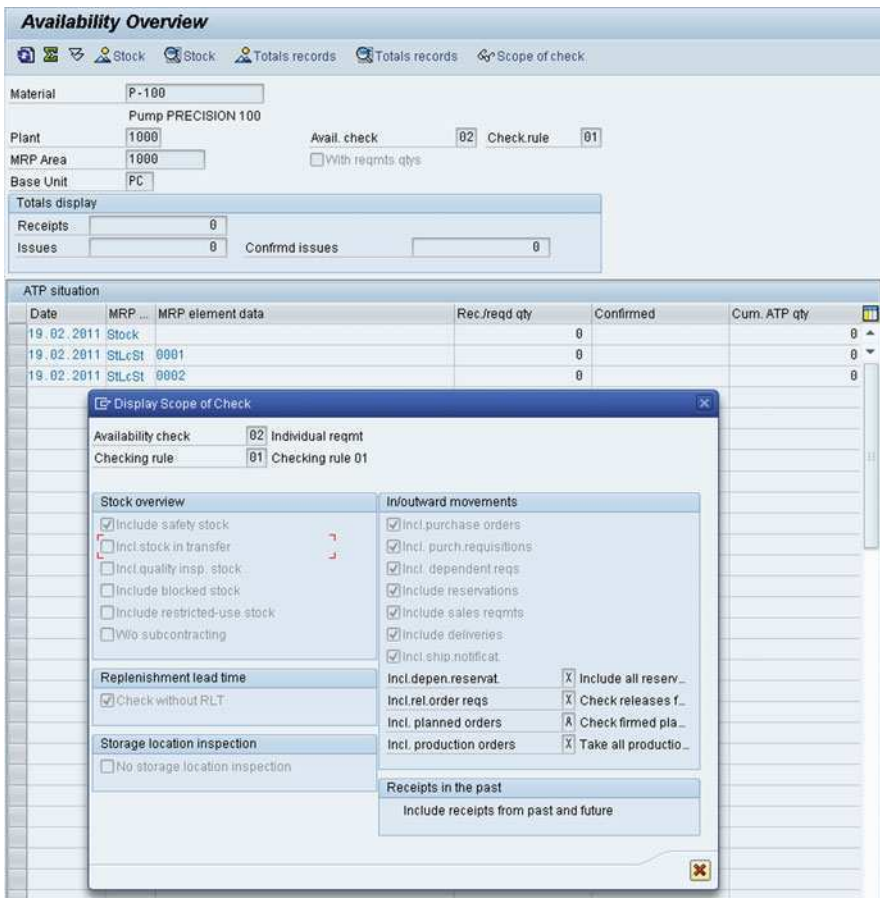 Availability Overview
Stock Stock Totals records Totals records Scope of check
Material P-100
Pump PRECISION 100
Plant 1000 Avail. check 02 Check.rule 01
MRP Area 1000 With reqmts qtys
Base Unit PC
Totals display
Receipts 0
Issues 0 Confrmd issues 0
ATP situation
Date MRP ... MRP element data Rec./reqd qty Confirmed Cum. ATP qty
19.02.2011 Stock 0 0
19.02.2011 StLcSt 0001 0 0
19.02.2011 StLcSt 0002 0 0
Display Scope of Check
Availability check 02 Individual reqmt
Checking rule 01 Checking rule 01
Stock overview
Include safety stock
Incl.stock in transfer
Incl.quality insp. stock
Include blocked stock
Include restricted-use stock
W/o subcontracting
Replenishment lead time
Check without RLT
Storage location inspection
No storage location inspection
In/outward movements
Incl.purchase orders
Incl. purch.requisitions
Incl. dependent reqs
Include reservations
Include sales reqmts
Include deliveries
Incl.ship.notificat.
Incl.depen.reservat. X Include all reserv...
Incl.rel.order reqs X Check releases f...
Incl. planned orders A Check firmed pla...
Incl. production orders X Take all productio...
Receipts in the past
Include receipts from past and future